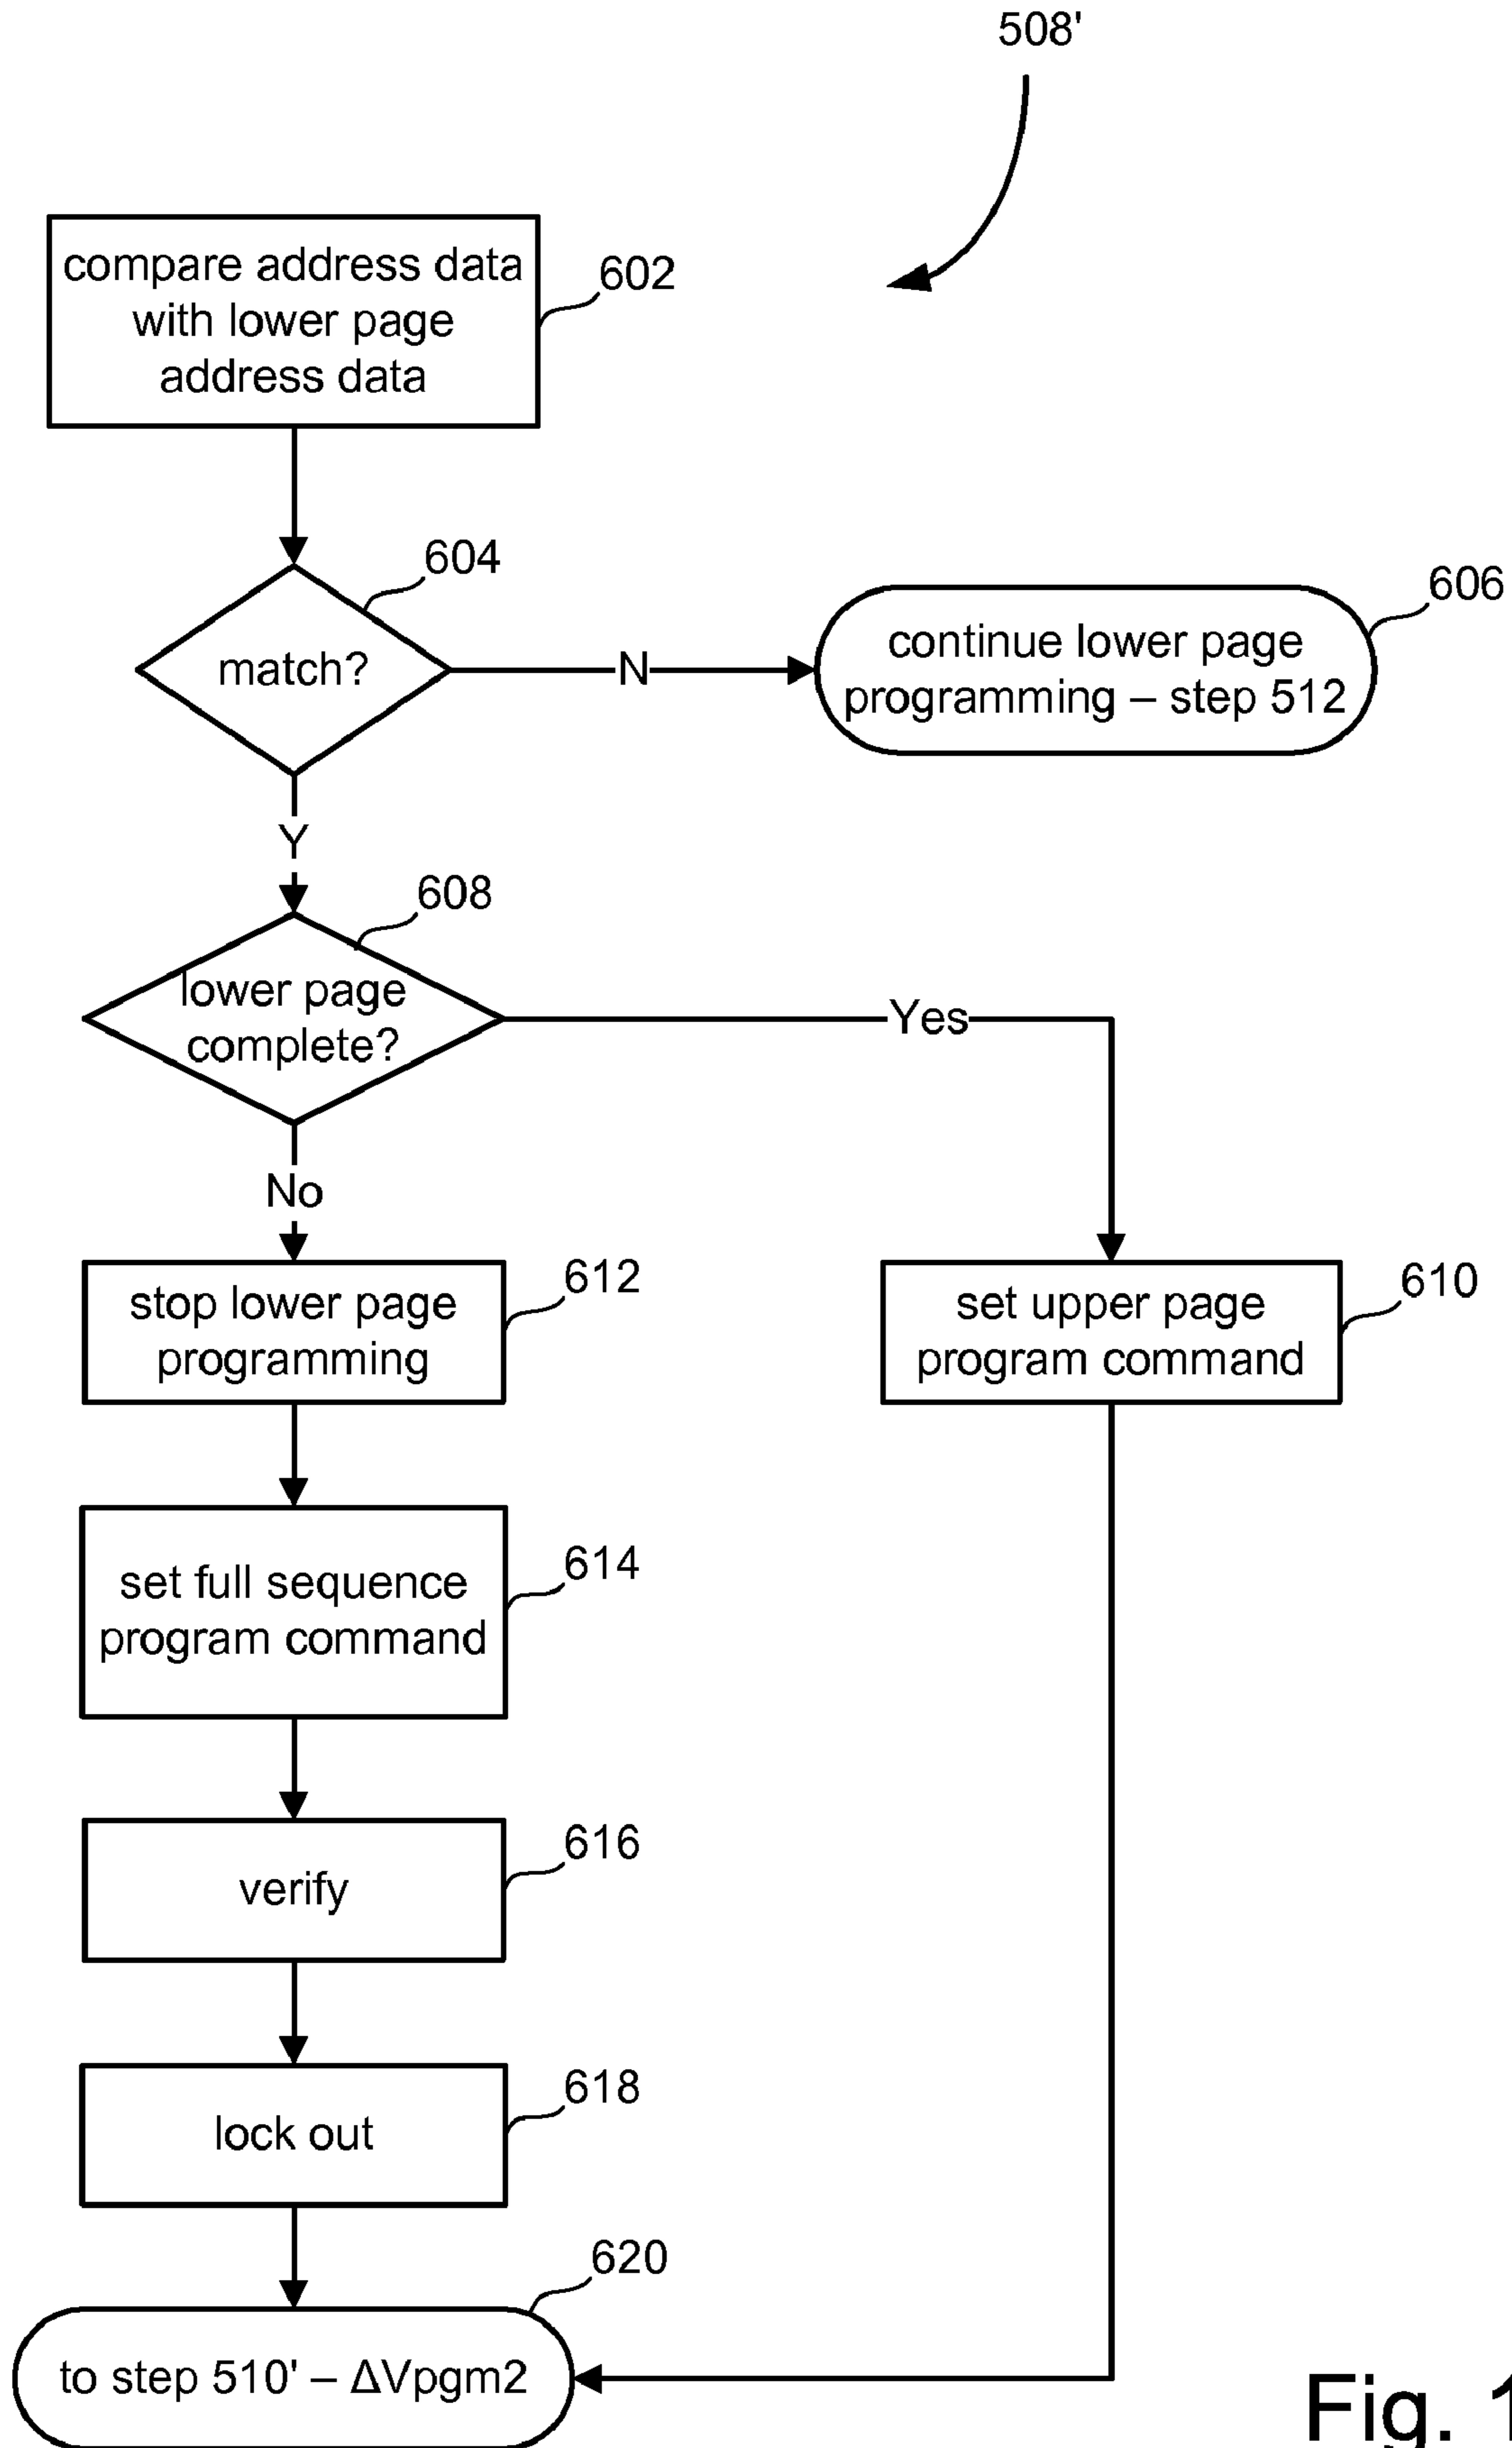 508'
compare address data
with lower page
address data
602
604
match?
N
606
continue lower page
programming – step 512
Y
608
lower page
complete?
Yes
No
612
stop lower page
programming
610
set upper page
program command
614
set full sequence
program command
616
verify
618
lock out
620
to step 510' – ΔVpgm2
Fig.